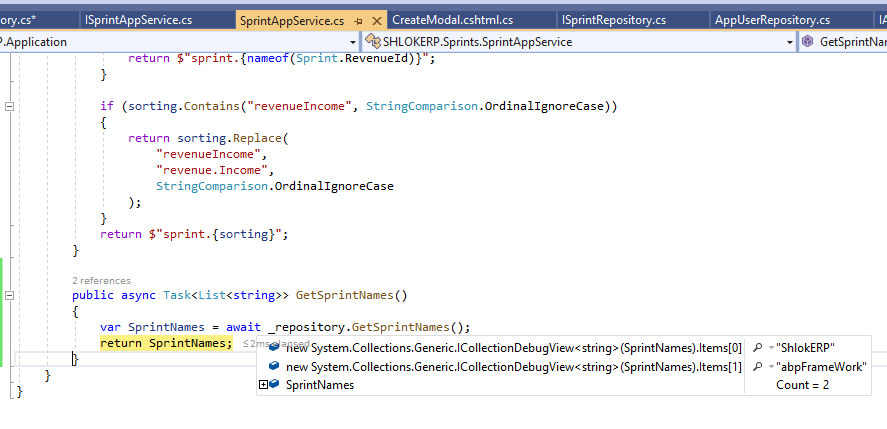 ory.cs*
ISprintAppService.cs
SprintAppService.cs
CreateModal.cshtml.cs
ISprintRepository.cs
AppUserRepository.cs
IA
P.Application
SHLOKERP.Sprints.SprintAppService
GetSprintNa
return $"sprint.{nameof(Sprint.RevenueId)}";
}
if (sorting.Contains("revenueIncome", StringComparison.OrdinalIgnoreCase))
{
return sorting.Replace(
"revenueIncome",
"revenue.Income",
StringComparison.OrdinalIgnoreCase
);
}
return $"sprint.{sorting}";
}
2 references
public async Task<List<string>> GetSprintNames()
{
var SprintNames = await _repository.GetSprintNames();
return SprintNames; ≤2ms elapsed
new System.Collections.Generic.ICollectionDebugView<string>(SprintNames).Items[0] "ShlokERP"
new System.Collections.Generic.ICollectionDebugView<string>(SprintNames).Items[1] "abpFrameWork"
SprintNames Count = 2
}
}
}